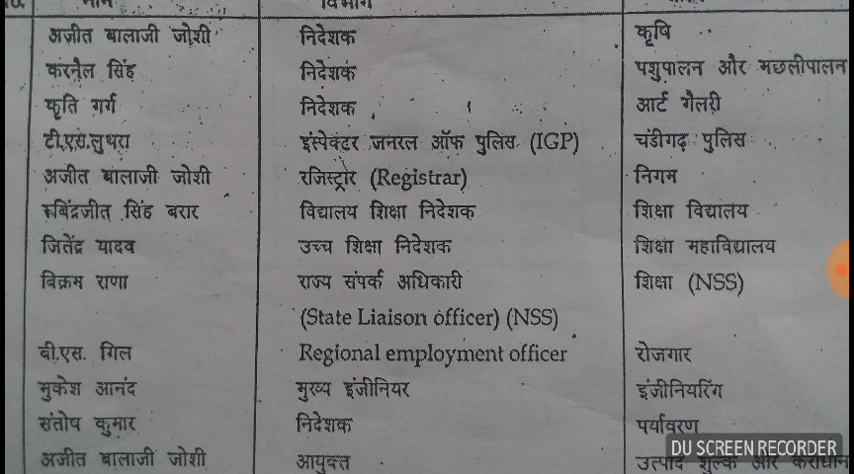 नाम विभाग
अजीत बालाजी जोशी निदेशक कृषि
करनैल सिंह निदेशक पशुपालन और मछलीपालन
कृति गर्ग निदेशक आर्ट गैलरी
टी.एस.लुथरा इंस्पेक्टर जनरल ऑफ पुलिस (IGP) चंडीगढ़ पुलिस
अजीत बालाजी जोशी रजिस्ट्रार (Registrar) निगम
रूबिंद्रजीत सिंह बरार विद्यालय शिक्षा निदेशक शिक्षा विद्यालय
जितेंद्र यादव उच्च शिक्षा निदेशक शिक्षा महाविद्यालय
बिक्रम राणा राज्य संपर्क अधिकारी शिक्षा (NSS)
(State Liaison officer) (NSS)
बी.एस. गिल Regional employment officer रोजगार
मुकेश आनंद मुख्य इंजीनियर इंजीनियरिंग
संतोष कुमार निदेशक पर्यावरण
DU SCREEN RECORDER
अजीत बालाजी जोशी आयुक्त उत्पाद शुल्क और कराधान